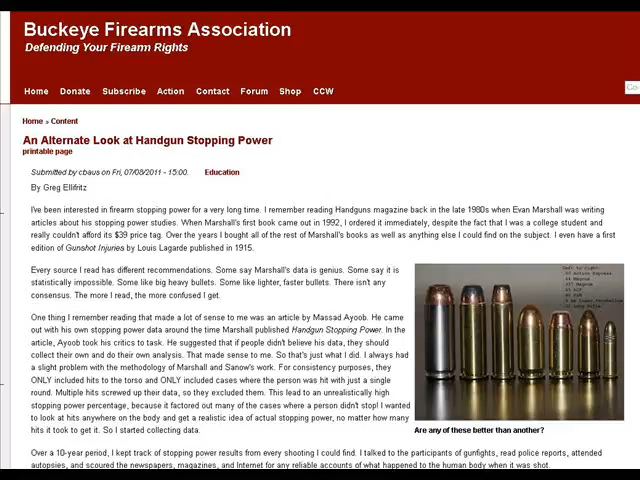 Buckeye Firearms Association
Defending Your Firearm Rights
Home Donate Subscribe Action Contact Forum Shop CCW
Home » Content
An Alternate Look at Handgun Stopping Power
printable page
Submitted by cbaus on Fri, 07/08/2011 - 15:00. Education
By Greg Ellifritz
I've been interested in firearm stopping power for a very long time. I remember reading Handguns magazine back in the late 1980s when Evan Marshall was writing
articles about his stopping power studies. When Marshall's first book came out in 1992, I ordered it immediately, despite the fact that I was a college student and
really couldn't afford its $39 price tag. Over the years I bought all of the rest of Marshall's books as well as anything else I could find on the subject. I even have a first
edition of Gunshot Injuries by Louis Lagarde published in 1915.
Every source I read has different recommendations. Some say Marshall's data is genius. Some say it is
statistically impossible. Some like big heavy bullets. Some like lighter, faster bullets. There isn't any
consensus. The more I read, the more confused I get.
One thing I remember reading that made a lot of sense to me was an article by Massad Ayoob. He came
out with his own stopping power data around the time Marshall published Handgun Stopping Power. In the
article, Ayoob took his critics to task. He suggested that if people didn't believe his data, they should
collect their own and do their own analysis. That made sense to me. So that's just what I did. I always had
a slight problem with the methodology of Marshall and Sanow's work. For consistency purposes, they
ONLY included hits to the torso and ONLY included cases where the person was hit with just a single
round. Multiple hits screwed up their data, so they excluded them. This lead to an unrealistically high
stopping power percentage, because it factored out many of the cases where a person didn't stop! I wanted
to look at hits anywhere on the body and get a realistic idea of actual stopping power, no matter how many
hits it took to get it. So I started collecting data.
Are any of these better than another?
Over a 10-year period, I kept track of stopping power results from every shooting I could find. I talked to the participants of gunfights, read police reports, attended
autopsies, and scoured the newspapers, magazines, and Internet for any reliable accounts of what happened to the human body when it was shot.